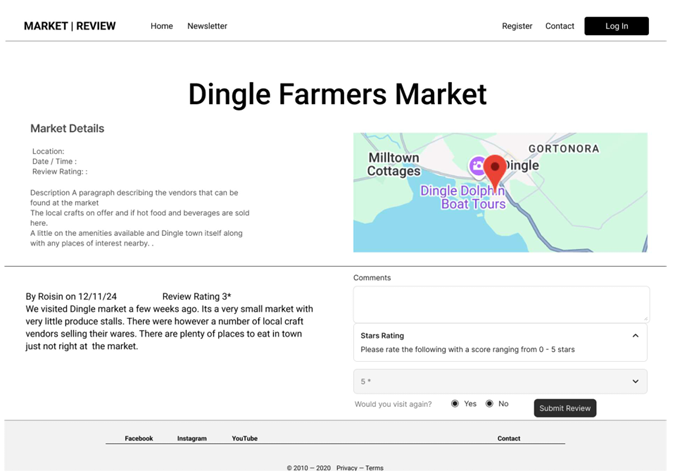 MARKET | REVIEW Home Newsletter Register Contact Log In
Dingle Farmers Market
Market Details
Location:
Date / Time :
Review Rating: :
Description A paragraph describing the vendors that can be
found at the market
The local crafts on offer and if hot food and beverages are sold
here.
A little on the amenities available and Dingle town itself along
with any places of interest nearby. .
GORTONORA
Milltown
Cottages
Dingle
Dingle Dolphin
Boat Tours
By Roisin on 12/11/24 Review Rating 3*
We visited Dingle market a few weeks ago. Its a very small market with
very little produce stalls. There were however a number of local craft
vendors selling their wares. There are plenty of places to eat in town
just not right at the market.
Comments
Stars Rating
Please rate the following with a score ranging from 0 - 5 stars
5 *
Would you visit again? Yes No
Submit Review
Facebook Instagram YouTube Contact
© 2010 — 2020 Privacy — Terms